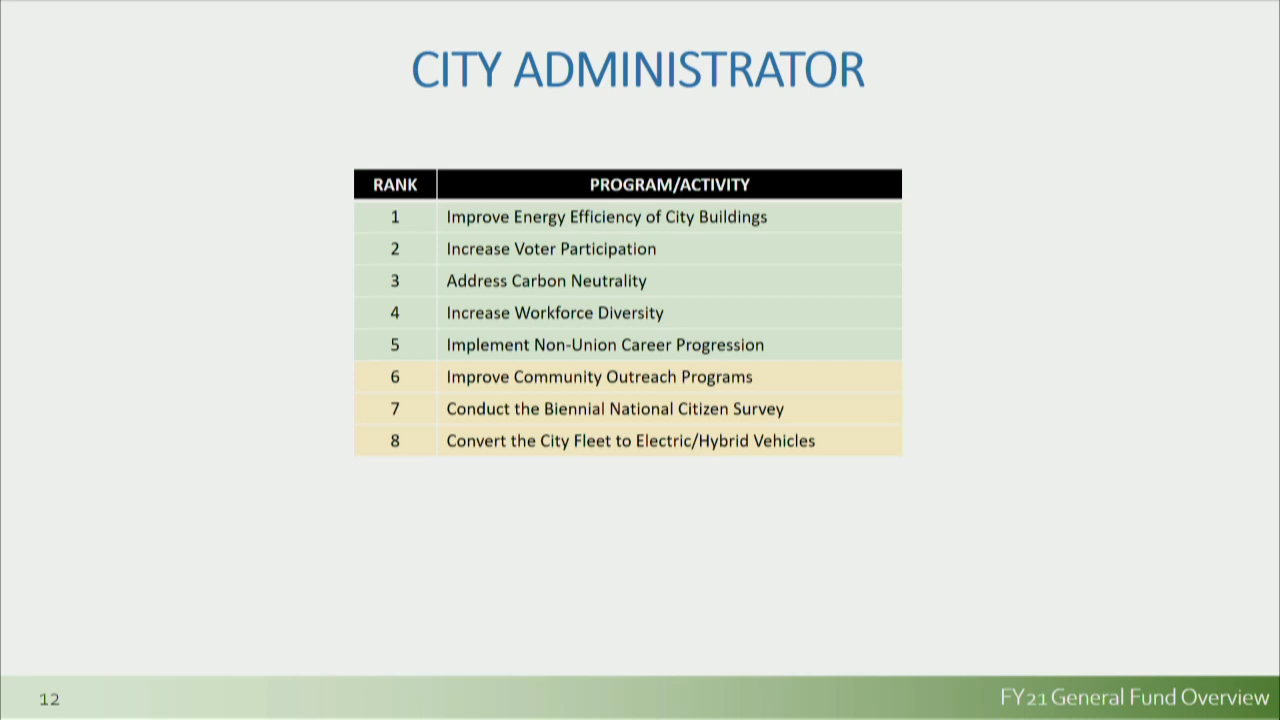 CITY ADMINISTRATOR
RANK PROGRAM/ACTIVITY
1 Improve Energy Efficiency of City Buildings
2 Increase Voter Participation
3 Address Carbon Neutrality
4 Increase Workforce Diversity
5 Implement Non-Union Career Progression
6 Improve Community Outreach Programs
7 Conduct the Biennial National Citizen Survey
8 Convert the City Fleet to Electric/Hybrid Vehicles
12 FY21 General Fund Overview